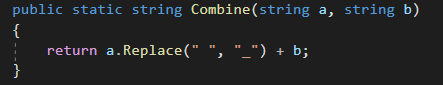 public static string Combine(string a, string b)
{
    return a.Replace(" ", "_") + b;
}